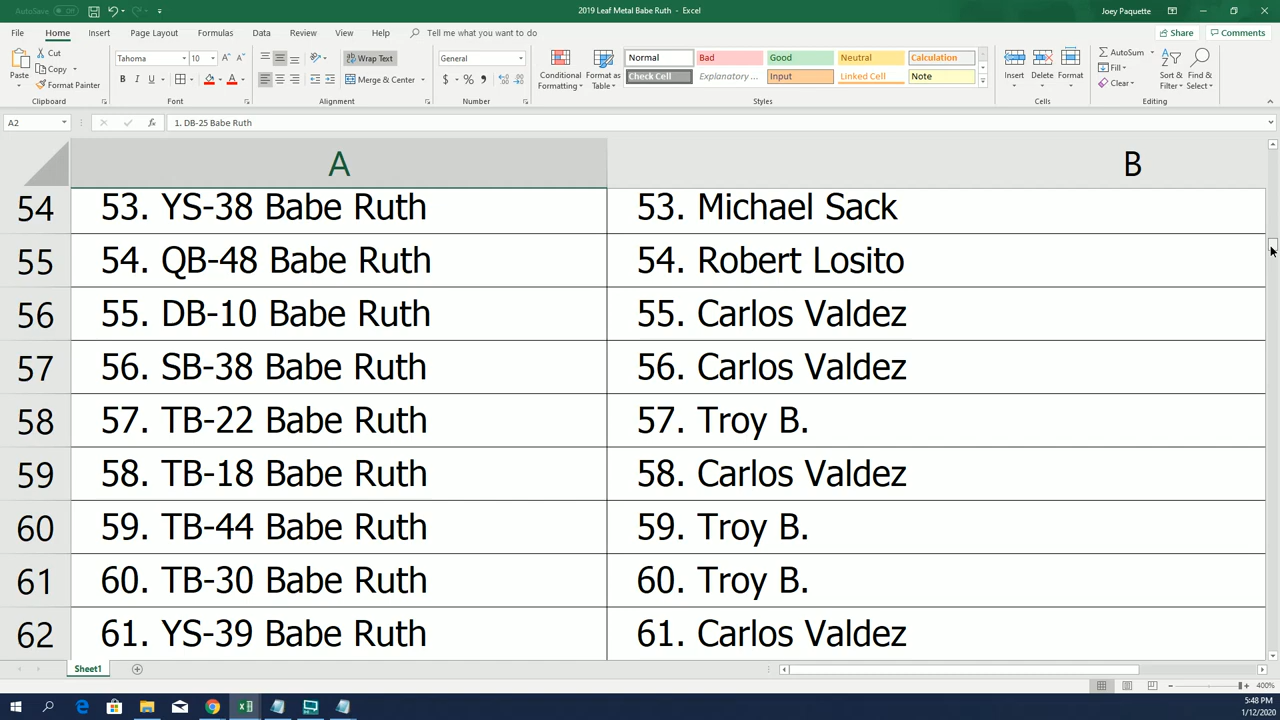 AutoSave Off 2019 Leaf Metal Babe Ruth - Excel Joey Paquette
File Home Insert Page Layout Formulas Data Review View Help Tell me what you want to do Share Comments
Paste Cut Copy Format Painter Clipboard
Tahoma 10 B I U A Font
Wrap Text Merge & Center Alignment
General $ % , Number
Conditional Formatting Format as Table
Normal Bad Good Neutral Calculation
Check Cell Explanatory ... Input Linked Cell Note
Styles
Insert Delete Format Cells
AutoSum Fill Clear Sort & Filter Find & Select Editing
A2 fx 1. DB-25 Babe Ruth
A B
54 53. YS-38 Babe Ruth 53. Michael Sack
55 54. QB-48 Babe Ruth 54. Robert Losito
56 55. DB-10 Babe Ruth 55. Carlos Valdez
57 56. SB-38 Babe Ruth 56. Carlos Valdez
58 57. TB-22 Babe Ruth 57. Troy B.
59 58. TB-18 Babe Ruth 58. Carlos Valdez
60 59. TB-44 Babe Ruth 59. Troy B.
61 60. TB-30 Babe Ruth 60. Troy B.
62 61. YS-39 Babe Ruth 61. Carlos Valdez
Sheet1
400%
5:48 PM
1/12/2020